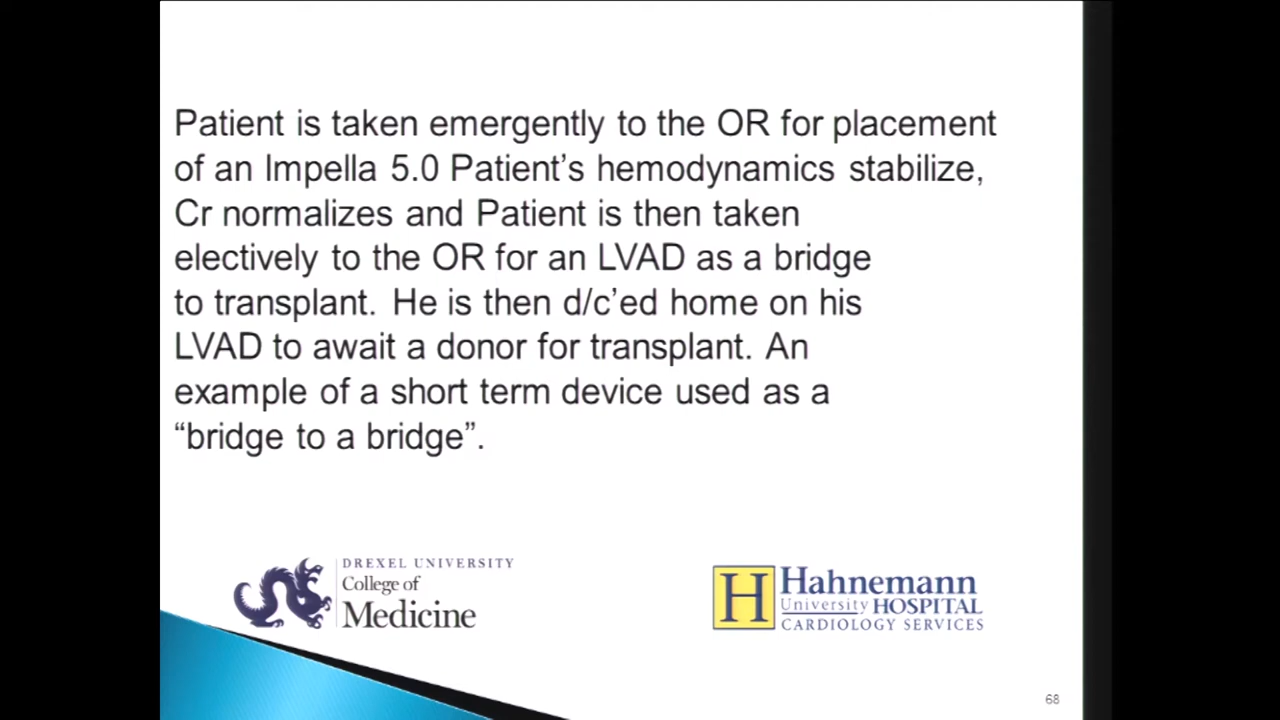 Patient is taken emergently to the OR for placement
of an Impella 5.0 Patient's hemodynamics stabilize,
Cr normalizes and Patient is then taken
electively to the OR for an LVAD as a bridge
to transplant. He is then d/c'ed home on his
LVAD to await a donor for transplant. An
example of a short term device used as a
“bridge to a bridge”.
DREXEL UNIVERSITY
College of
Medicine
H
Hahnemann
University HOSPITAL
CARDIOLOGY SERVICES
68